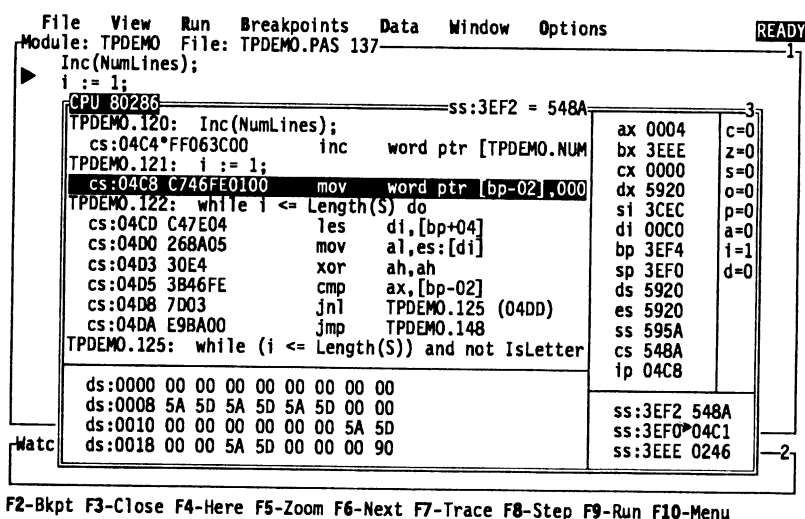 File View Run Breakpoints Data Window Options READY
Module: TPDEMO File: TPDEMO.PAS 137 1
Inc(NumLines);
i := 1;
CPU 80286 ss:3EF2 = 548A 3
TPDEMO.120: Inc(NumLines); ax 0004 c=0
cs:04C4*FF063C00 inc word ptr [TPDEMO.NUM bx 3EEE z=0
TPDEMO.121: i := 1; cx 0000 s=0
cs:04C8 C746FE0100 mov word ptr [bp-02],000 dx 5920 o=0
TPDEMO.122: while i <= Length(S) do si 3CEC p=0
cs:04CD C47E04 les di,[bp+04] di 00C0 a=0
cs:04D0 268A05 mov al,es:[di] bp 3EF4 i=1
cs:04D3 30E4 xor ah,ah sp 3EF0 d=0
cs:04D5 3B46FE cmp ax,[bp-02] ds 5920
cs:04D8 7D03 jnl TPDEMO.125 (04DD) es 5920
cs:04DA E9BA00 jmp TPDEMO.148 ss 595A
TPDEMO.125: while (i <= Length(S)) and not IsLetter cs 548A
ip 04C8
ds:0000 00 00 00 00 00 00 00 00
ds:0008 5A 5D 5A 5D 5A 5D 00 00 ss:3EF2 548A
ds:0010 00 00 00 00 00 00 5A 5D ss:3EF0►04C1
Watc ds:0018 00 00 5A 5D 00 00 00 90 ss:3EEE 0246 2
F2-Bkpt F3-Close F4-Here F5-Zoom F6-Next F7-Trace F8-Step F9-Run F10-Menu